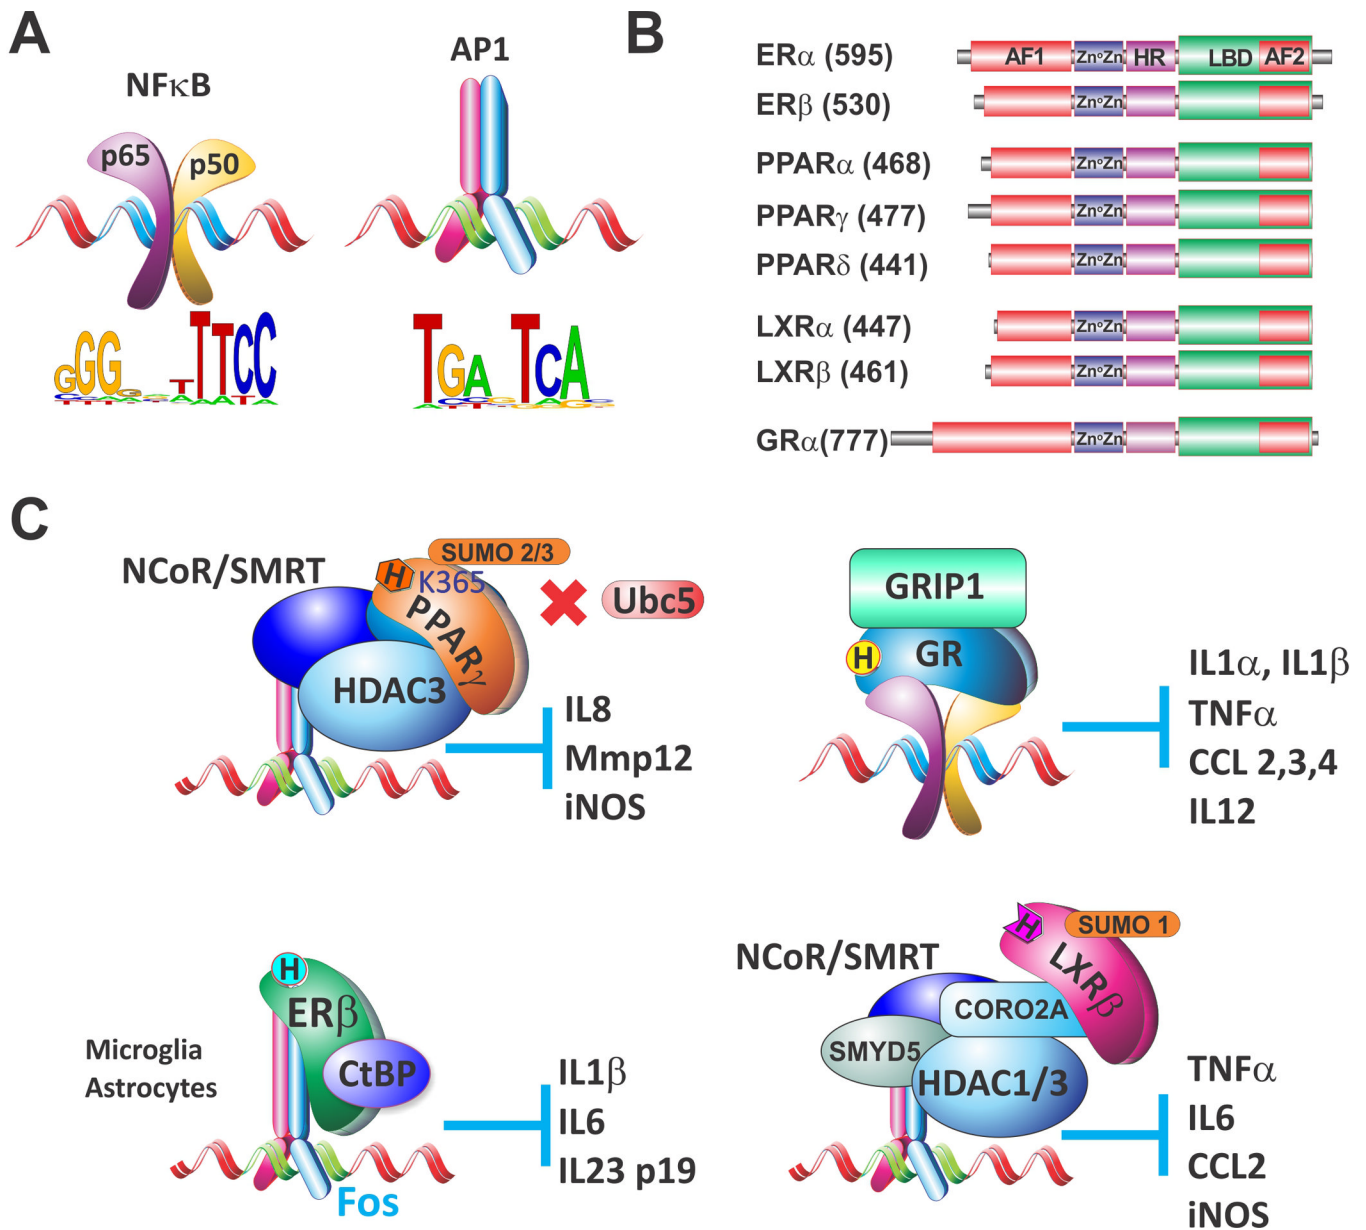 A
NFκB
p65
p50
AP1
GGG TTTCC
TGA TCA
B
ERα (595)
AF1 Zn Zn HR LBD AF2
ERβ (530)
Zn Zn
PPARα (468)
Zn Zn
PPARγ (477)
Zn Zn
PPARδ (441)
Zn Zn
LXRα (447)
Zn Zn
LXRβ (461)
Zn Zn
GRα(777)
Zn Zn
C
NCoR/SMRT
SUMO 2/3
H
K365
PPARγ
Ubc5
HDAC3
IL8
Mmp12
iNOS
GRIP1
H
GR
IL1α, IL1β
TNFα
CCL 2,3,4
IL12
Microglia
Astrocytes
H
ERβ
CtBP
Fos
IL1β
IL6
IL23 p19
NCoR/SMRT
H
SUMO 1
LXRβ
CORO2A
SMYD5
HDAC1/3
TNFα
IL6
CCL2
iNOS